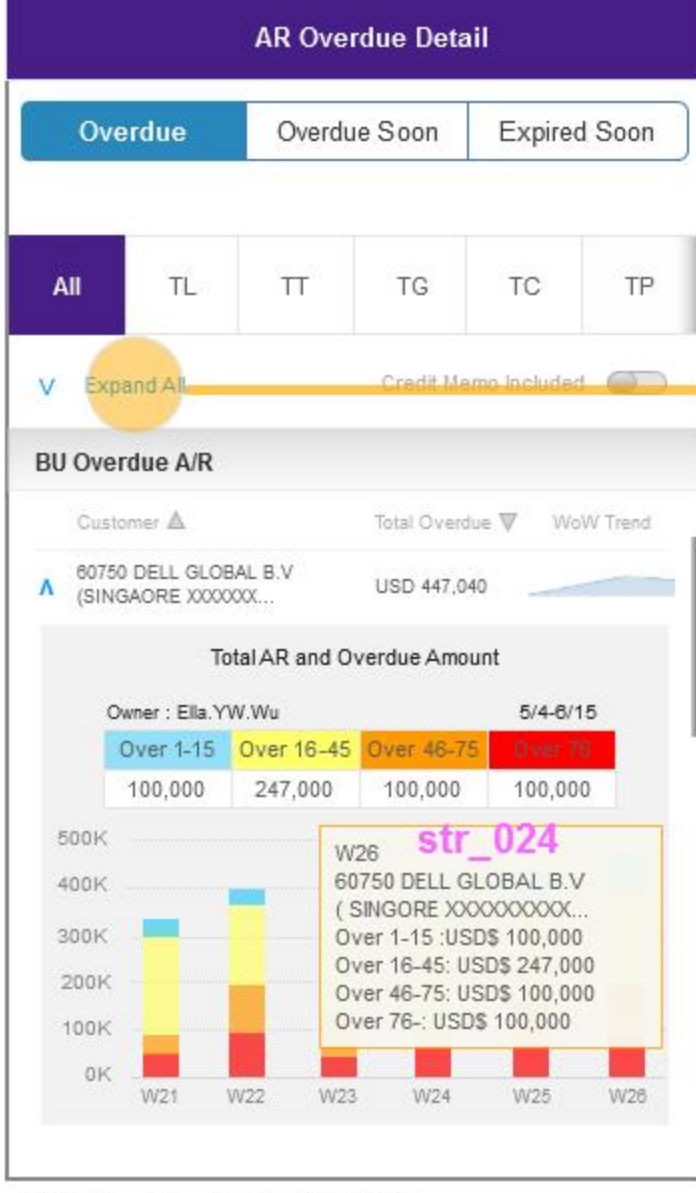 AR Overdue Detail
Overdue Overdue Soon Expired Soon
All TL TT TG TC TP
V Expand All Credit Memo Included
BU Overdue A/R
Customer Total Overdue WoW Trend
60750 DELL GLOBAL B.V
(SINGAORE XXXXXXX... USD 447,040
Total AR and Overdue Amount
Owner : Ella.YW.Wu 5/4-6/15
Over 1-15 Over 16-45 Over 46-75 Over 76
100,000 247,000 100,000 100,000
str_024
500K
400K
300K
200K
100K
0K
W26
60750 DELL GLOBAL B.V
( SINGORE XXXXXXXXXX...
Over 1-15 :USD$ 100,000
Over 16-45: USD$ 247,000
Over 46-75: USD$ 100,000
Over 76-: USD$ 100,000
W21 W22 W23 W24 W25 W26